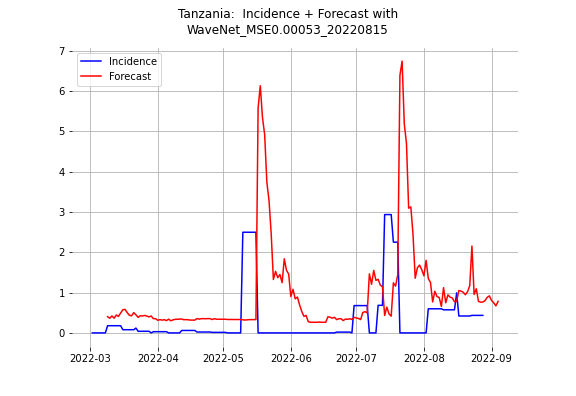 Tanzania:  Incidence + Forecast with
WaveNet_MSE0.00053_20220815
7
6
5
4
3
2
1
0
Incidence
Forecast
2022-03 2022-04 2022-05 2022-06 2022-07 2022-08 2022-09